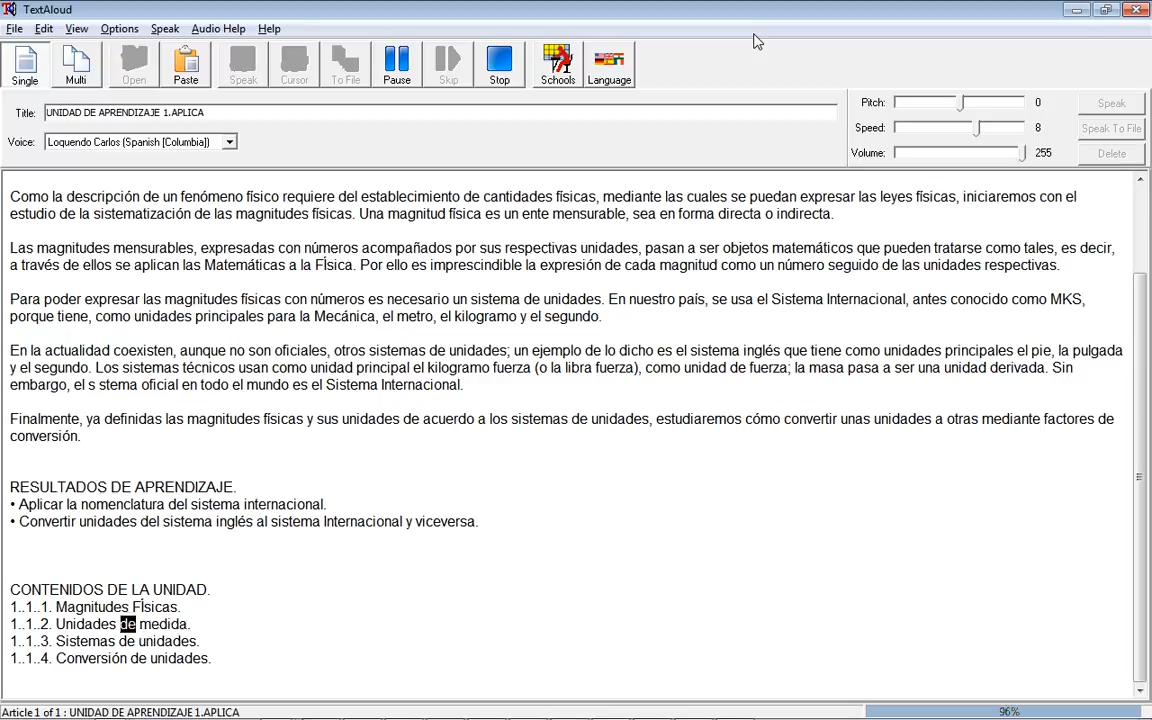 TextAloud
File Edit View Options Speak Audio Help Help
Single Multi Open Paste Speak Cursor To File Pause Skip Stop Schools Language
Title: UNIDAD DE APRENDIZAJE 1.APLICA
Voice: Loquendo Carlos (Spanish [Columbia])
Pitch: 0 Speak
Speed: 8 Speak To File
Volume: 255 Delete
Como la descripción de un fenómeno físico requiere del establecimiento de cantidades físicas, mediante las cuales se puedan expresar las leyes físicas, iniciaremos con el
estudio de la sistematización de las magnitudes físicas. Una magnitud física es un ente mensurable, sea en forma directa o indirecta.
Las magnitudes mensurables, expresadas con números acompañados por sus respectivas unidades, pasan a ser objetos matemáticos que pueden tratarse como tales, es decir,
a través de ellos se aplican las Matemáticas a la FÍsica. Por ello es imprescindible la expresión de cada magnitud como un número seguido de las unidades respectivas.
Para poder expresar las magnitudes físicas con números es necesario un sistema de unidades. En nuestro país, se usa el Sistema Internacional, antes conocido como MKS,
porque tiene, como unidades principales para la Mecánica, el metro, el kilogramo y el segundo.
En la actualidad coexisten, aunque no son oficiales, otros sistemas de unidades; un ejemplo de lo dicho es el sistema inglés que tiene como unidades principales el pie, la pulgada
y el segundo. Los sistemas técnicos usan como unidad principal el kilogramo fuerza (o la libra fuerza), como unidad de fuerza; la masa pasa a ser una unidad derivada. Sin
embargo, el s stema oficial en todo el mundo es el Sistema Internacional.
Finalmente, ya definidas las magnitudes físicas y sus unidades de acuerdo a los sistemas de unidades, estudiaremos cómo convertir unas unidades a otras mediante factores de
conversión.
RESULTADOS DE APRENDIZAJE.
• Aplicar la nomenclatura del sistema internacional.
• Convertir unidades del sistema inglés al sistema Internacional y viceversa.
CONTENIDOS DE LA UNIDAD.
1..1..1. Magnitudes FÍsicas.
1..1..2. Unidades de medida.
1..1..3. Sistemas de unidades.
1..1..4. Conversión de unidades.
Article 1 of 1 : UNIDAD DE APRENDIZAJE 1.APLICA 96%